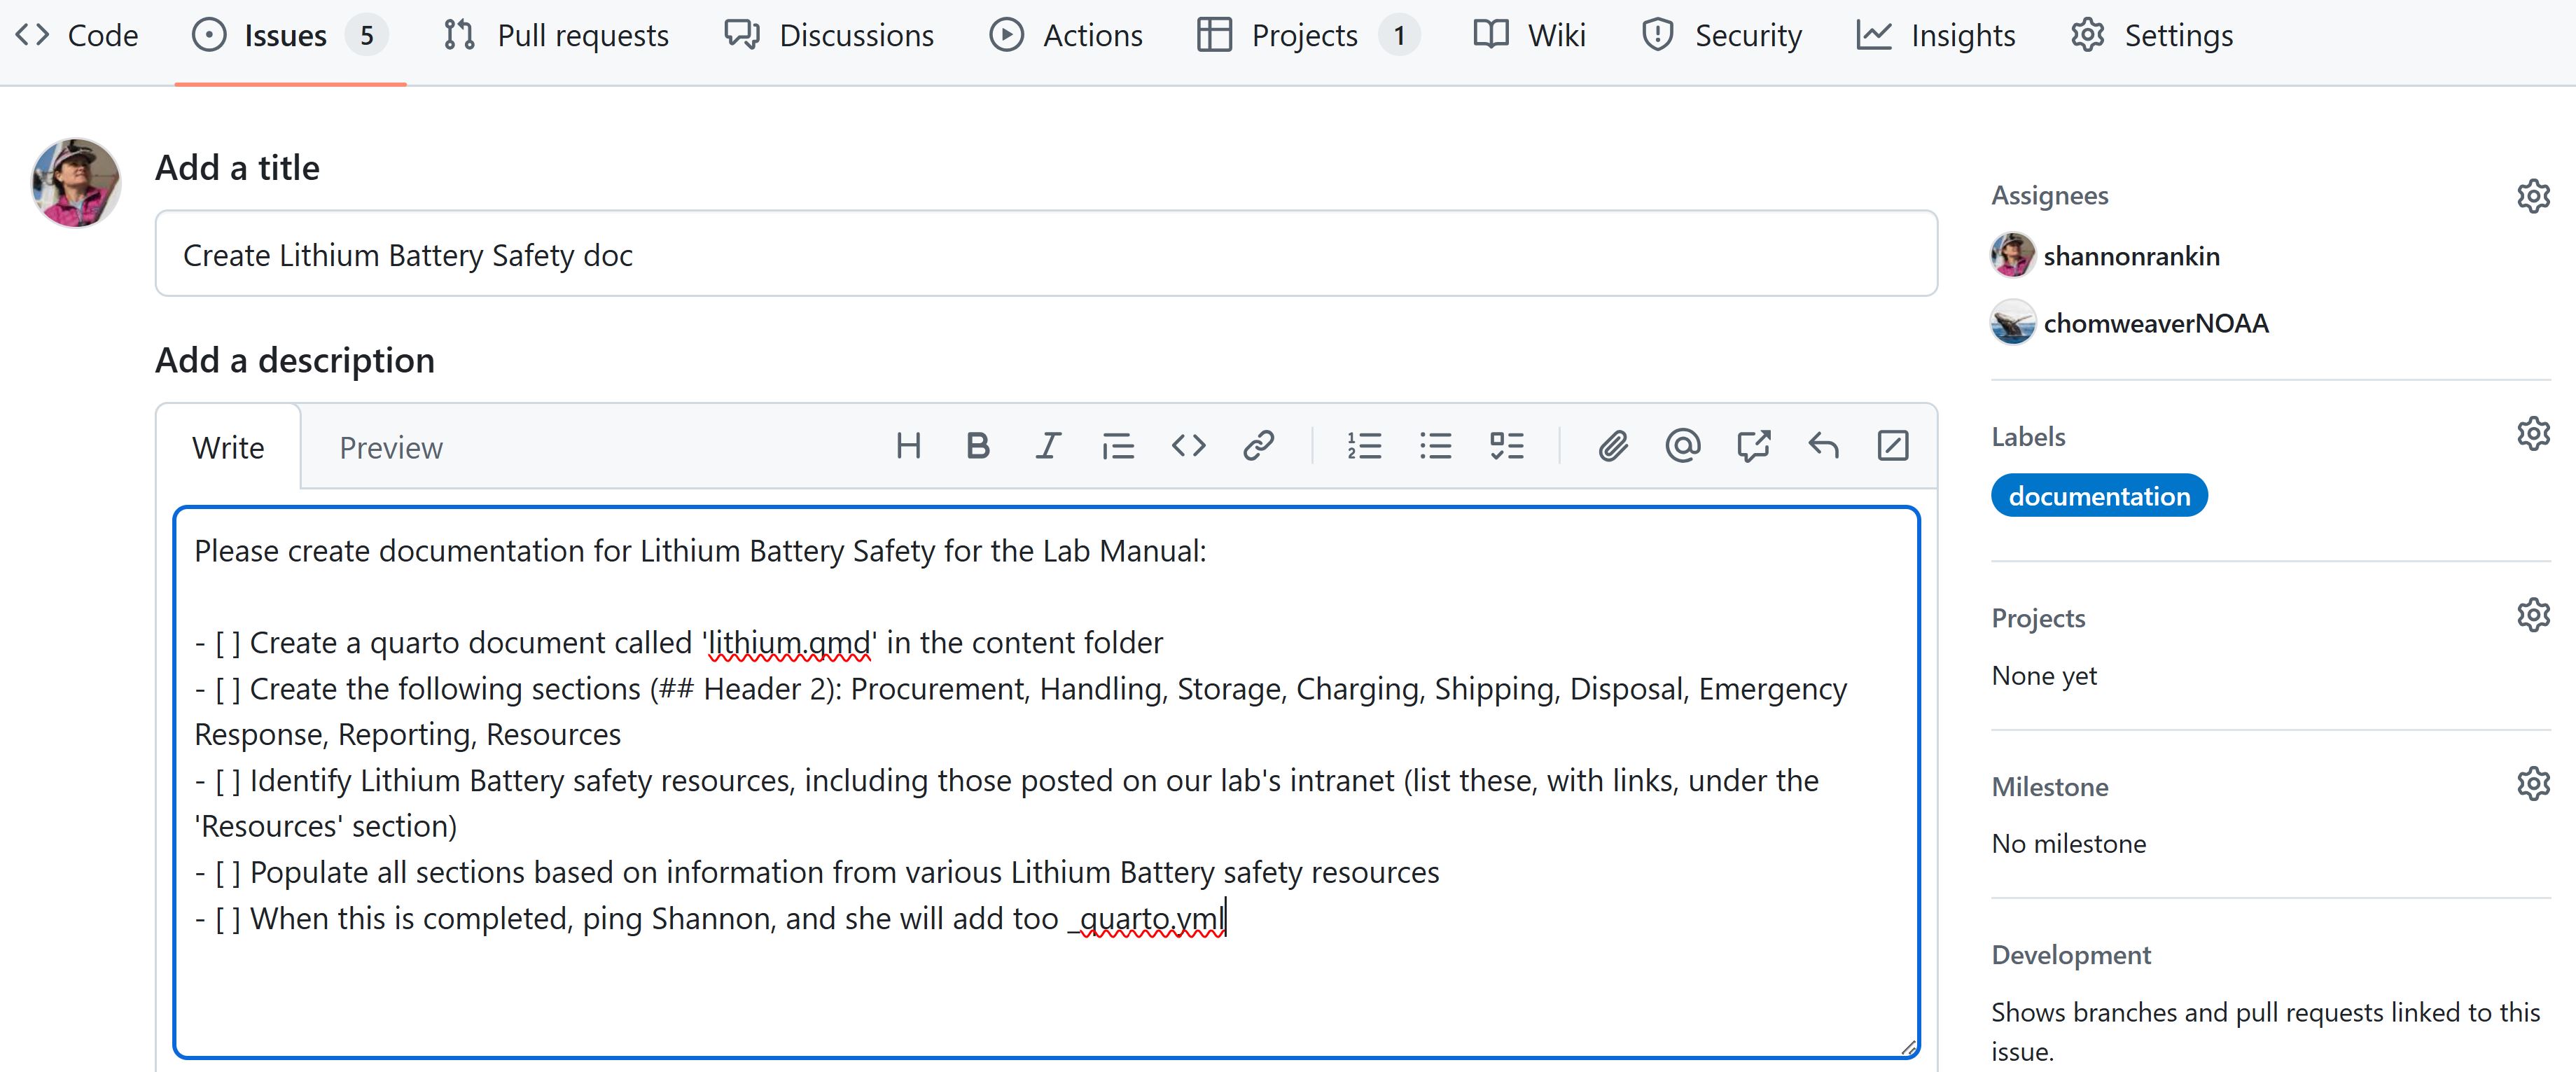 Code Issues 5 Pull requests Discussions Actions Projects 1 Wiki Security Insights Settings
Add a title
Create Lithium Battery Safety doc
Add a description
Write Preview
Please create documentation for Lithium Battery Safety for the Lab Manual:
- [ ] Create a quarto document called 'lithium.qmd' in the content folder
- [ ] Create the following sections (## Header 2): Procurement, Handling, Storage, Charging, Shipping, Disposal, Emergency
Response, Reporting, Resources
- [ ] Identify Lithium Battery safety resources, including those posted on our lab's intranet (list these, with links, under the
'Resources' section)
- [ ] Populate all sections based on information from various Lithium Battery safety resources
- [ ] When this is completed, ping Shannon, and she will add too _quarto.yml
Assignees
shannonrankin
chomweaverNOAA
Labels
documentation
Projects
None yet
Milestone
No milestone
Development
Shows branches and pull requests linked to this
issue.